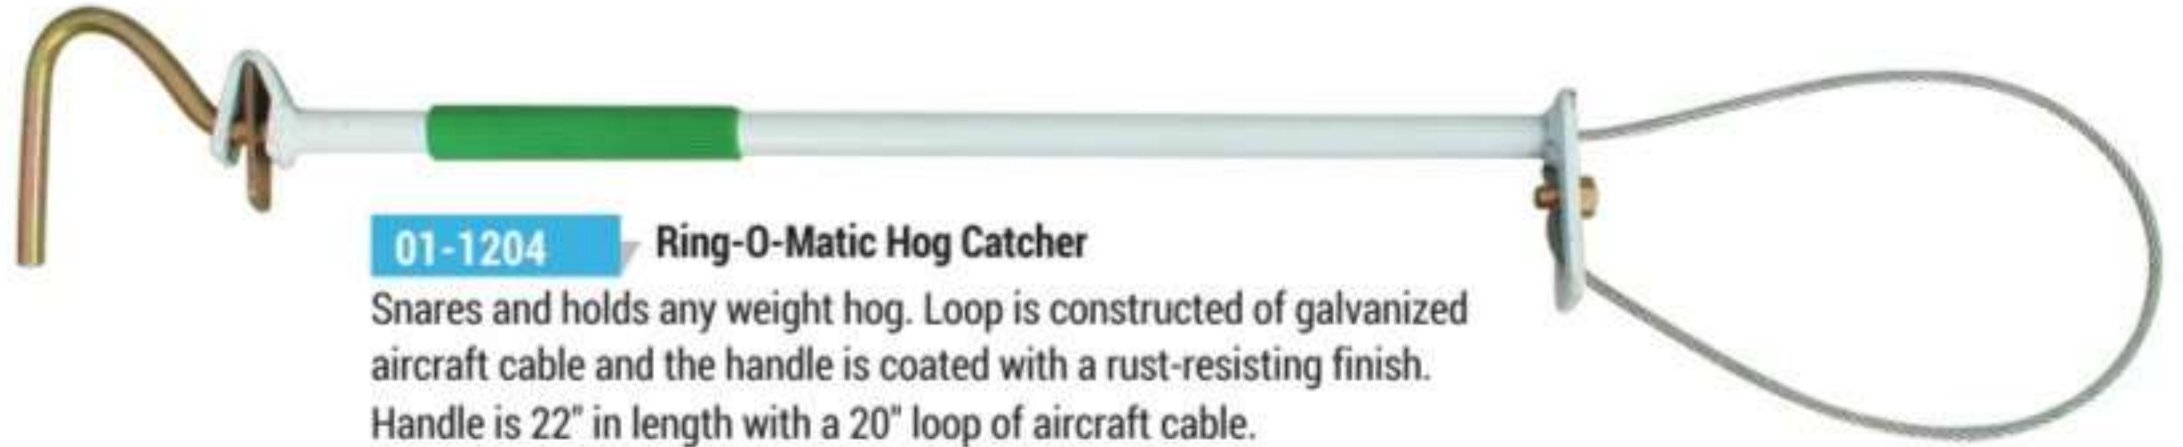 01-1204 Ring-O-Matic Hog Catcher
Snares and holds any weight hog. Loop is constructed of galvanized
aircraft cable and the handle is coated with a rust-resisting finish.
Handle is 22" in length with a 20" loop of aircraft cable.